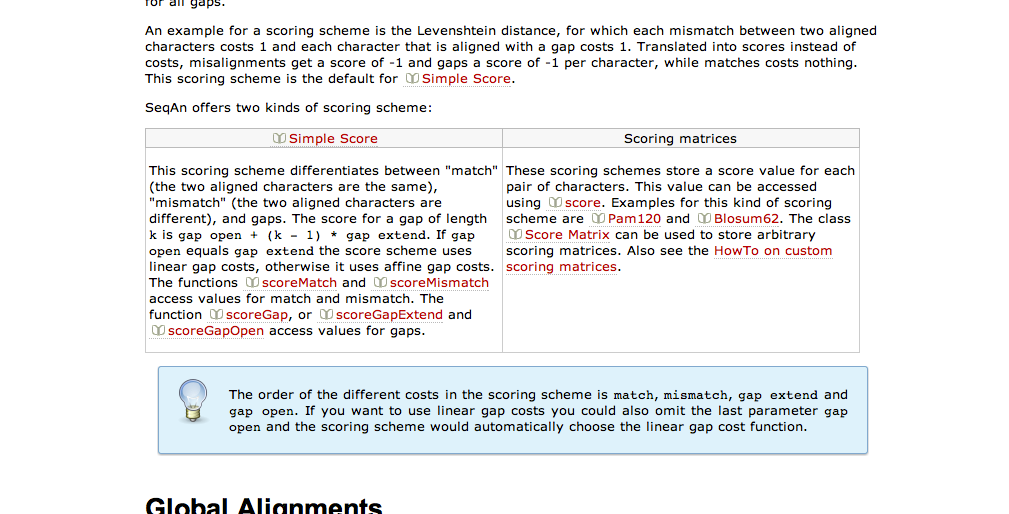 for all gaps.
An example for a scoring scheme is the Levenshtein distance, for which each mismatch between two aligned
characters costs 1 and each character that is aligned with a gap costs 1. Translated into scores instead of
costs, misalignments get a score of -1 and gaps a score of -1 per character, while matches costs nothing.
This scoring scheme is the default for Simple Score.
SeqAn offers two kinds of scoring scheme:
Simple Score
This scoring scheme differentiates between "match"
(the two aligned characters are the same),
"mismatch" (the two aligned characters are
different), and gaps. The score for a gap of length
k is gap open + (k - 1) * gap extend. If gap
open equals gap extend the score scheme uses
linear gap costs, otherwise it uses affine gap costs.
The functions scoreMatch and scoreMismatch
access values for match and mismatch. The
function scoreGap, or scoreGapExtend and
scoreGapOpen access values for gaps.
Scoring matrices
These scoring schemes store a score value for each
pair of characters. This value can be accessed
using score. Examples for this kind of scoring
scheme are Pam120 and Blosum62. The class
Score Matrix can be used to store arbitrary
scoring matrices. Also see the HowTo on custom
scoring matrices.
The order of the different costs in the scoring scheme is match, mismatch, gap extend and
gap open. If you want to use linear gap costs you could also omit the last parameter gap
open and the scoring scheme would automatically choose the linear gap cost function.
Global Alignments